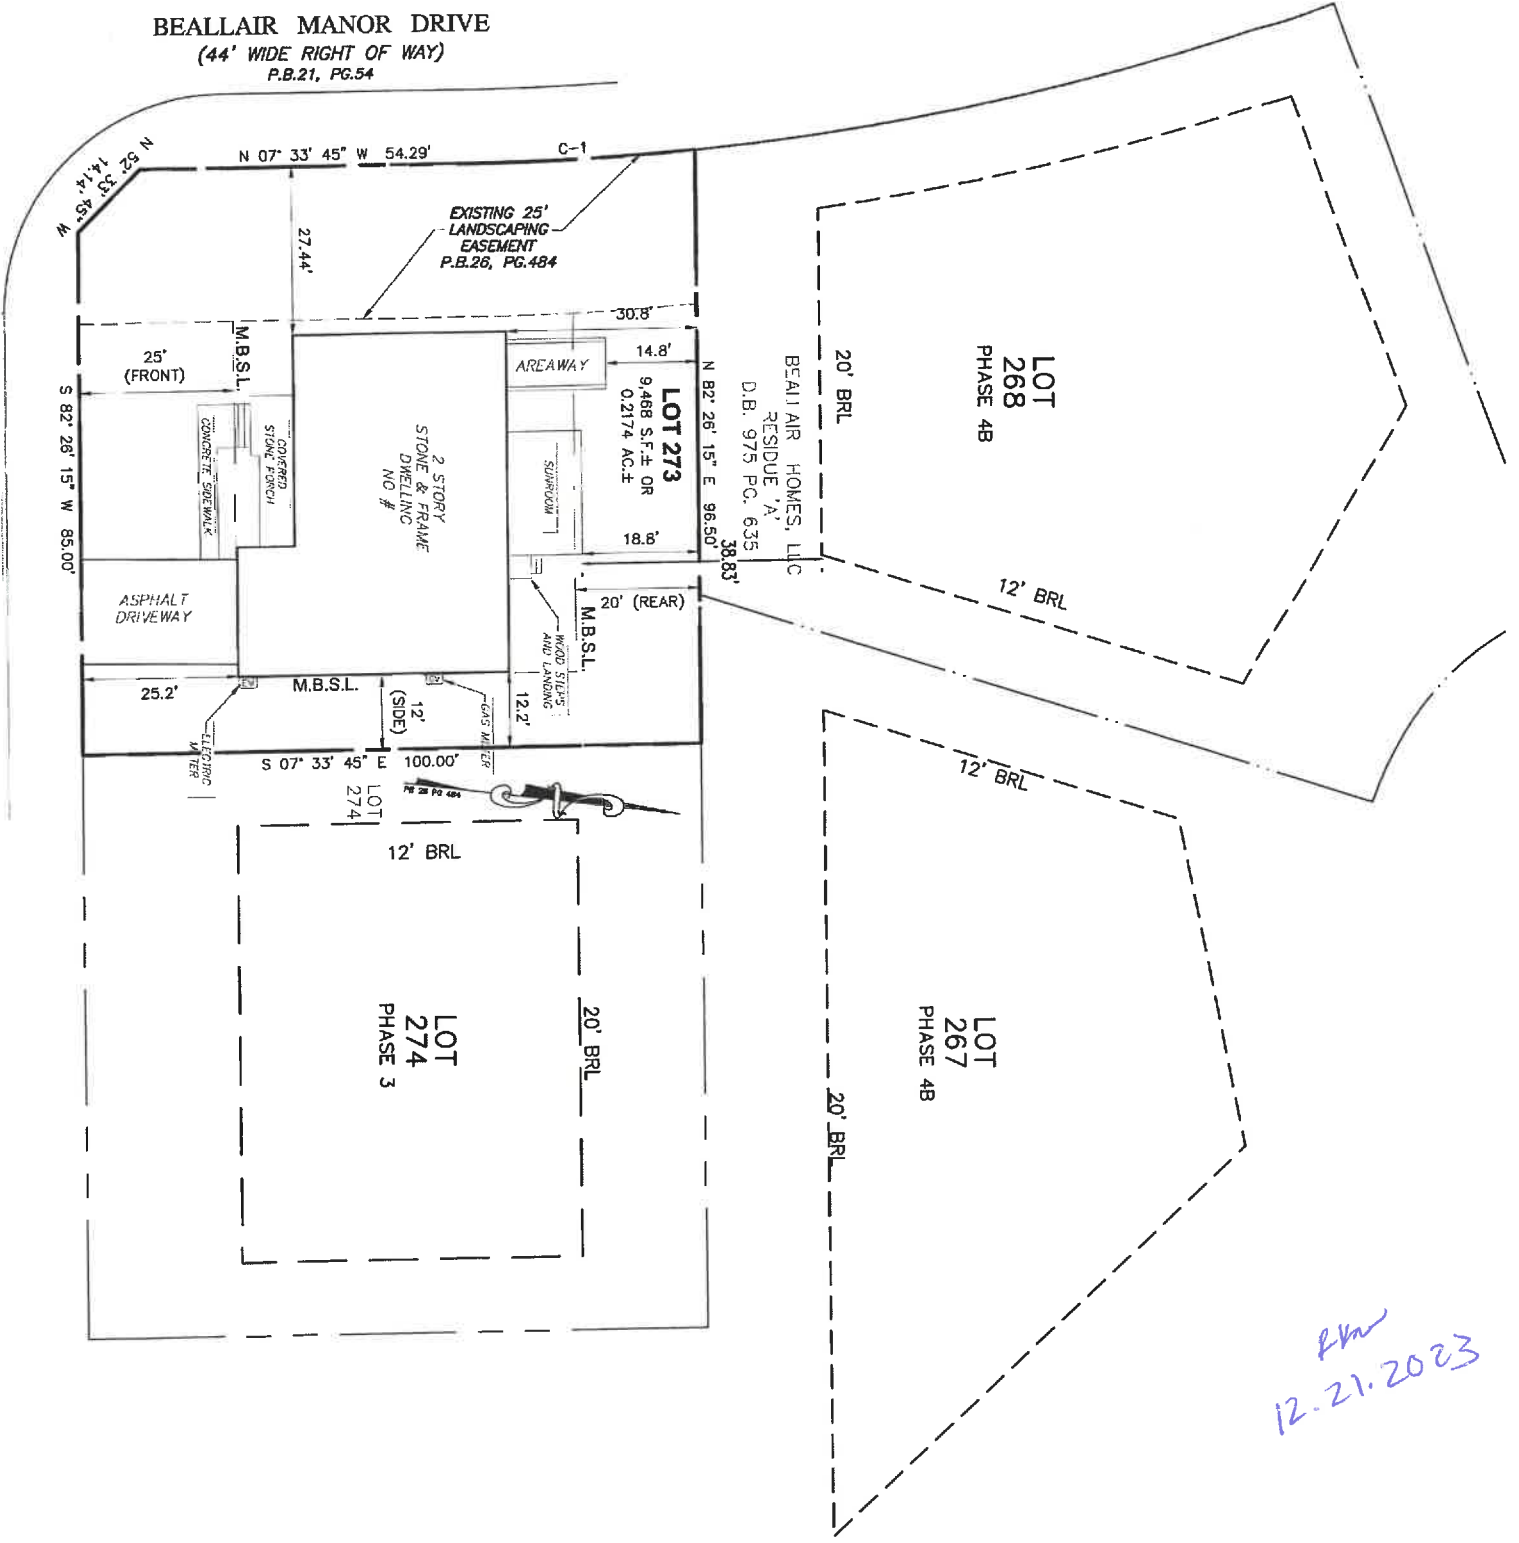 BEALLAIR MANOR DRIVE
(44' WIDE RIGHT OF WAY)
P.B.21, PG.54
N 07° 33' 45" W 54.29'
C-1
N 52° 33' 45" W
14.14'
27.44'
EXISTING 25'
LANDSCAPING
EASEMENT
P.B.26, PG.484
30.8'
M.B.S.L.
25'
(FRONT)
AREAWAY
14.8'
LOT 273
9,468 S.F.± OR
0.2174 AC.±
N 82° 26' 15" E 96.50'
38.83'
BEALLAIR HOMES, LLC
RESIDUE 'A'
D.B. 975 PG. 635
20' BRL
LOT
268
PHASE 4B
S 82° 26' 15" W 85.00'
CONCRETE SIDEWALK
COVERED
STONE PORCH
2 STORY
STONE & FRAME
DWELLING
NO #
SUNROOM
18.8'
20' (REAR)
M.B.S.L.
WOOD STEPS
AND LANDING
12' BRL
ASPHALT
DRIVEWAY
25.2'
M.B.S.L.
12'
(SIDE)
12.2'
GAS METER
ELECTRIC
METER
S 07° 33' 45" E 100.00'
LOT
274
PB 26 PG 484
12' BRL
12' BRL
LOT
274
PHASE 3
20' BRL
LOT
267
PHASE 4B
20' BRL
12.21.2023